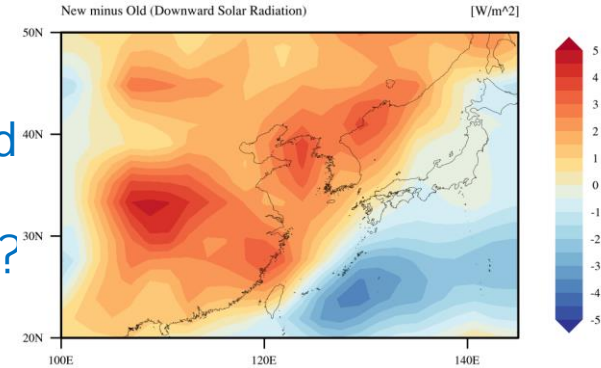 New minus Old (Downward Solar Radiation) [W/m^2]
50N
40N
30N
20N
100E 120E 140E
5
4
3
2
1
0
-1
-2
-3
-4
-5
d
?